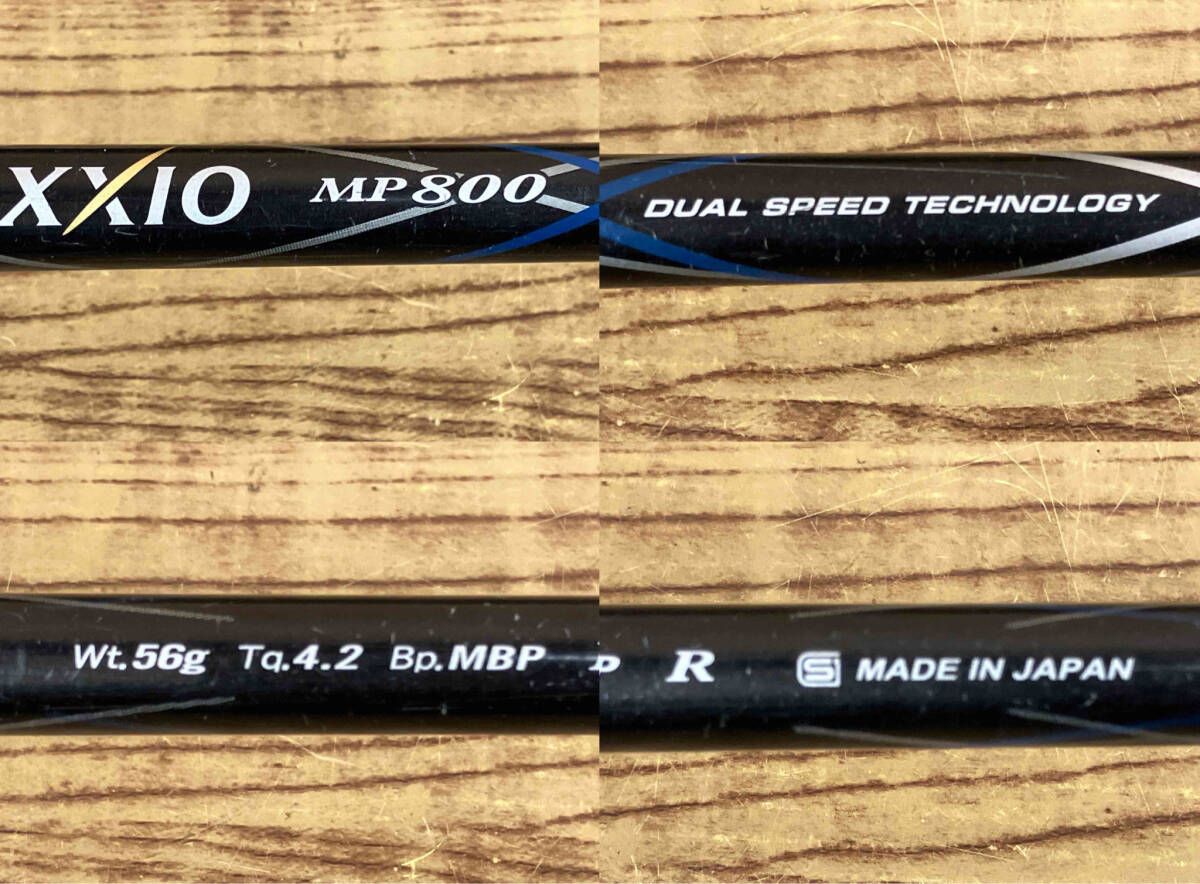 XXIO MP800
DUAL SPEED TECHNOLOGY
Wt.56g Tq.4.2 Bp.MBP
R S MADE IN JAPAN